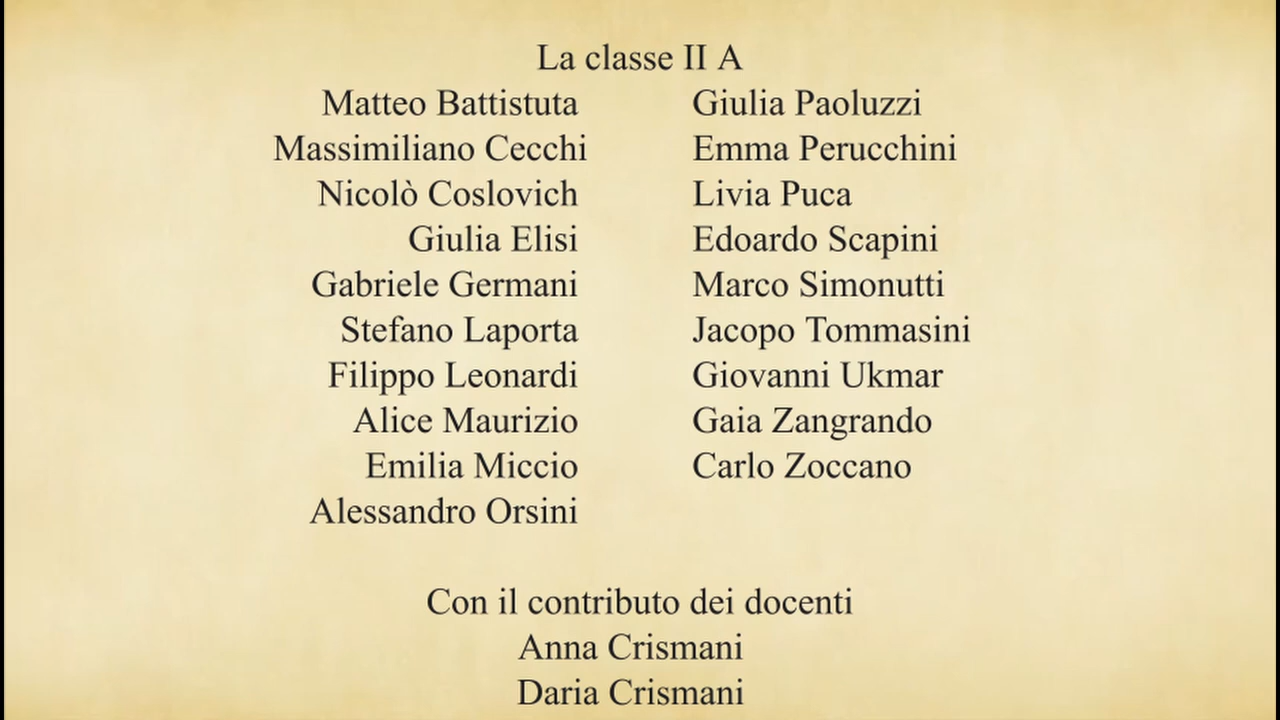 La classe II A
Matteo Battistuta
Massimiliano Cecchi
Nicolò Coslovich
Giulia Elisi
Gabriele Germani
Stefano Laporta
Filippo Leonardi
Alice Maurizio
Emilia Miccio
Alessandro Orsini
Giulia Paoluzzi
Emma Perucchini
Livia Puca
Edoardo Scapini
Marco Simonutti
Jacopo Tommasini
Giovanni Ukmar
Gaia Zangrando
Carlo Zoccano
Con il contributo dei docenti
Anna Crismani
Daria Crismani